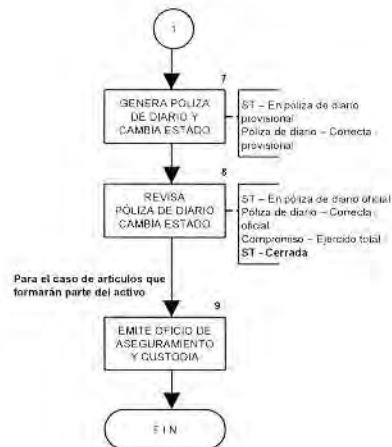 1
7
GENERA POLIZA
DE DIARIO Y
CAMBIA ESTADO
ST – En póliza de diario
provisional
Póliza de diario – Correcta
provisional
8
REVISA
PÓLIZA DE DIARIO
CAMBIA ESTADO
ST – En póliza de diario oficial
Póliza de diario – Correcta
oficial
Compromiso – Ejercido total
ST - Cerrada
Para el caso de artículos que
formarán parte del activo
9
EMITE OFICIO DE
ASEGURAMIENTO
Y CUSTODIA
F I N